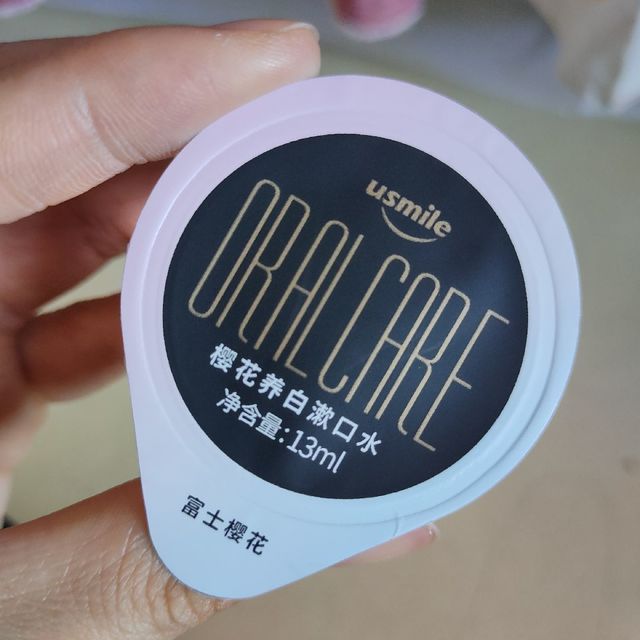 usmile
ORALCARE
樱花养白漱口水
净含量:13ml
富士樱花